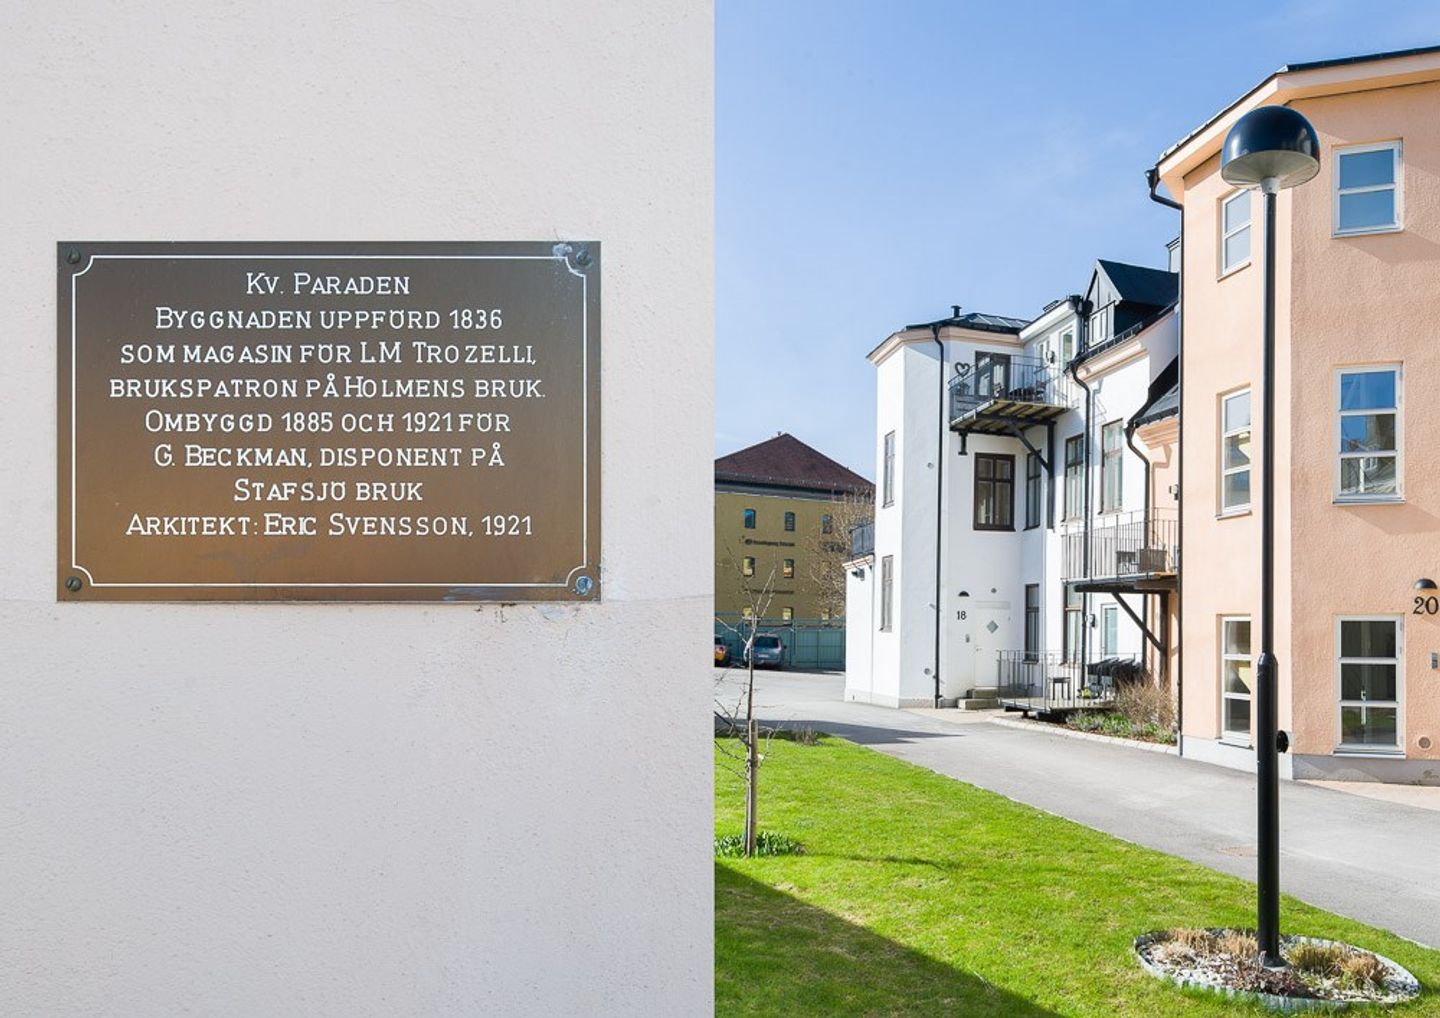 Kv. Paraden
Byggnaden uppförd 1836
som magasin för LM Trozelli,
brukspatron på Holmens bruk.
Ombyggd 1885 och 1921 för
G. Beckman, disponent på
Stafsjö bruk
Arkitekt: Eric Svensson, 1921
18
20